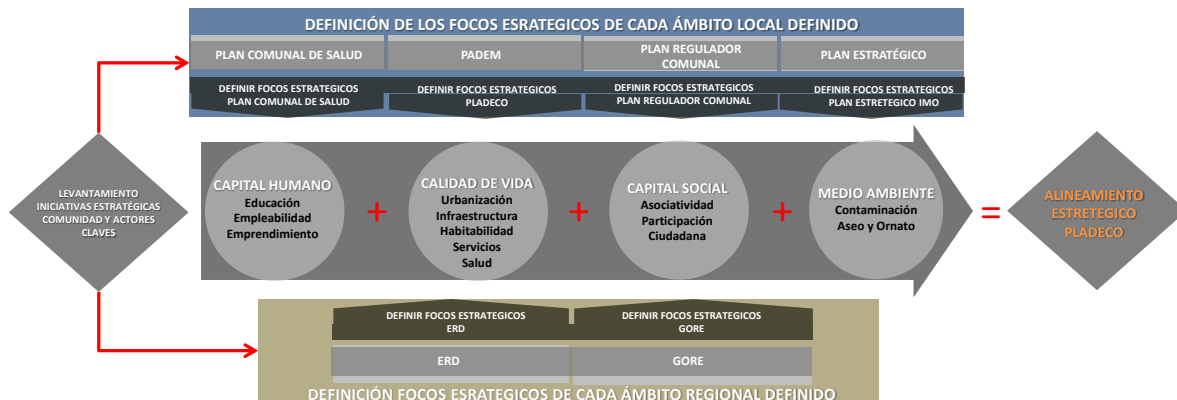 DEFINICIÓN DE LOS FOCOS ESRATEGICOS DE CADA ÁMBITO LOCAL DEFINIDO
PLAN COMUNAL DE SALUD
PADEM
PLAN REGULADOR
COMUNAL
PLAN ESTRATÉGICO
DEFINIR FOCOS ESTRATEGICOS
PLAN COMUNAL DE SALUD
DEFINIR FOCOS ESTRATEGICOS
PLADECO
DEFINIR FOCOS ESTRATEGICOS
PLAN REGULADOR COMUNAL
DEFINIR FOCOS ESTRATEGICOS
PLAN ESTRETEGICO IMO
LEVANTAMIENTO
INICIATIVAS ESTRATÉGICAS
COMUNIDAD Y ACTORES
CLAVES
CAPITAL HUMANO
Educación
Empleabilidad
Emprendimiento
+
CALIDAD DE VIDA
Urbanización
Infraestructura
Habitabilidad
Servicios
Salud
+
CAPITAL SOCIAL
Asociatividad
Participación
Ciudadana
+
MEDIO AMBIENTE
Contaminación
Aseo y Ornato
=
ALINEAMIENTO
ESTRETÉGICO
PLADECO
DEFINIR FOCOS ESTRATEGICOS
ERD
DEFINIR FOCOS ESTRATEGICOS
GORE
ERD
GORE
DEFINICIÓN FOCOS ESRATEGICOS DE CADA ÁMBITO REGIONAL DEFINIDO